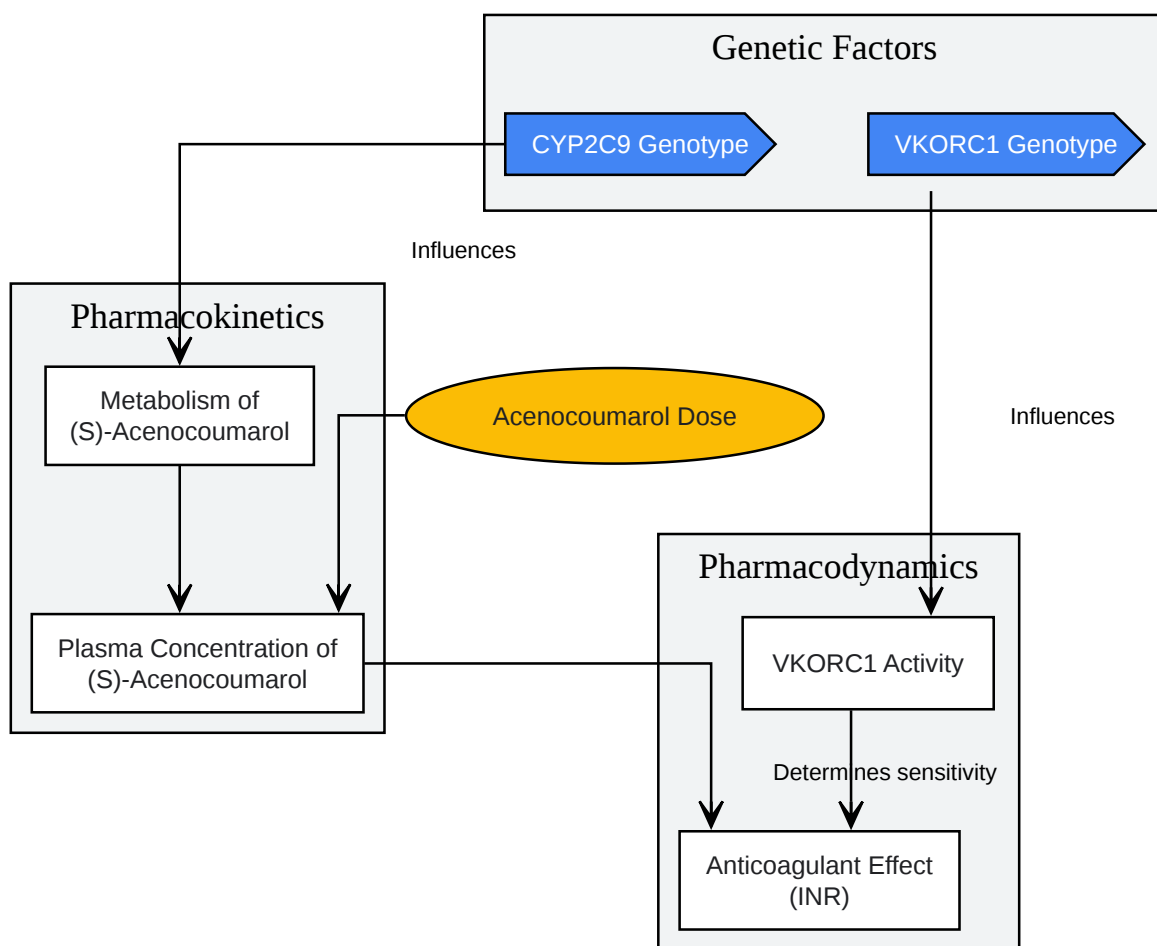 Genetic Factors
CYP2C9 Genotype
VKORC1 Genotype
Influences
Pharmacokinetics
Metabolism of
(S)-Acenocoumarol
Acenocoumarol Dose
Influences
Pharmacodynamics
Plasma Concentration of
(S)-Acenocoumarol
VKORC1 Activity
Determines sensitivity
Anticoagulant Effect
(INR)